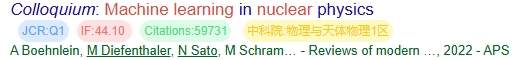 Colloquium: Machine learning in nuclear physics
JCR:Q1 IF:44.10 Citations:59731 中科院:物理与天体物理1区
A Boehnlein, M Diefenthaler, N Sato, M Schram… - Reviews of modern …, 2022 - APS